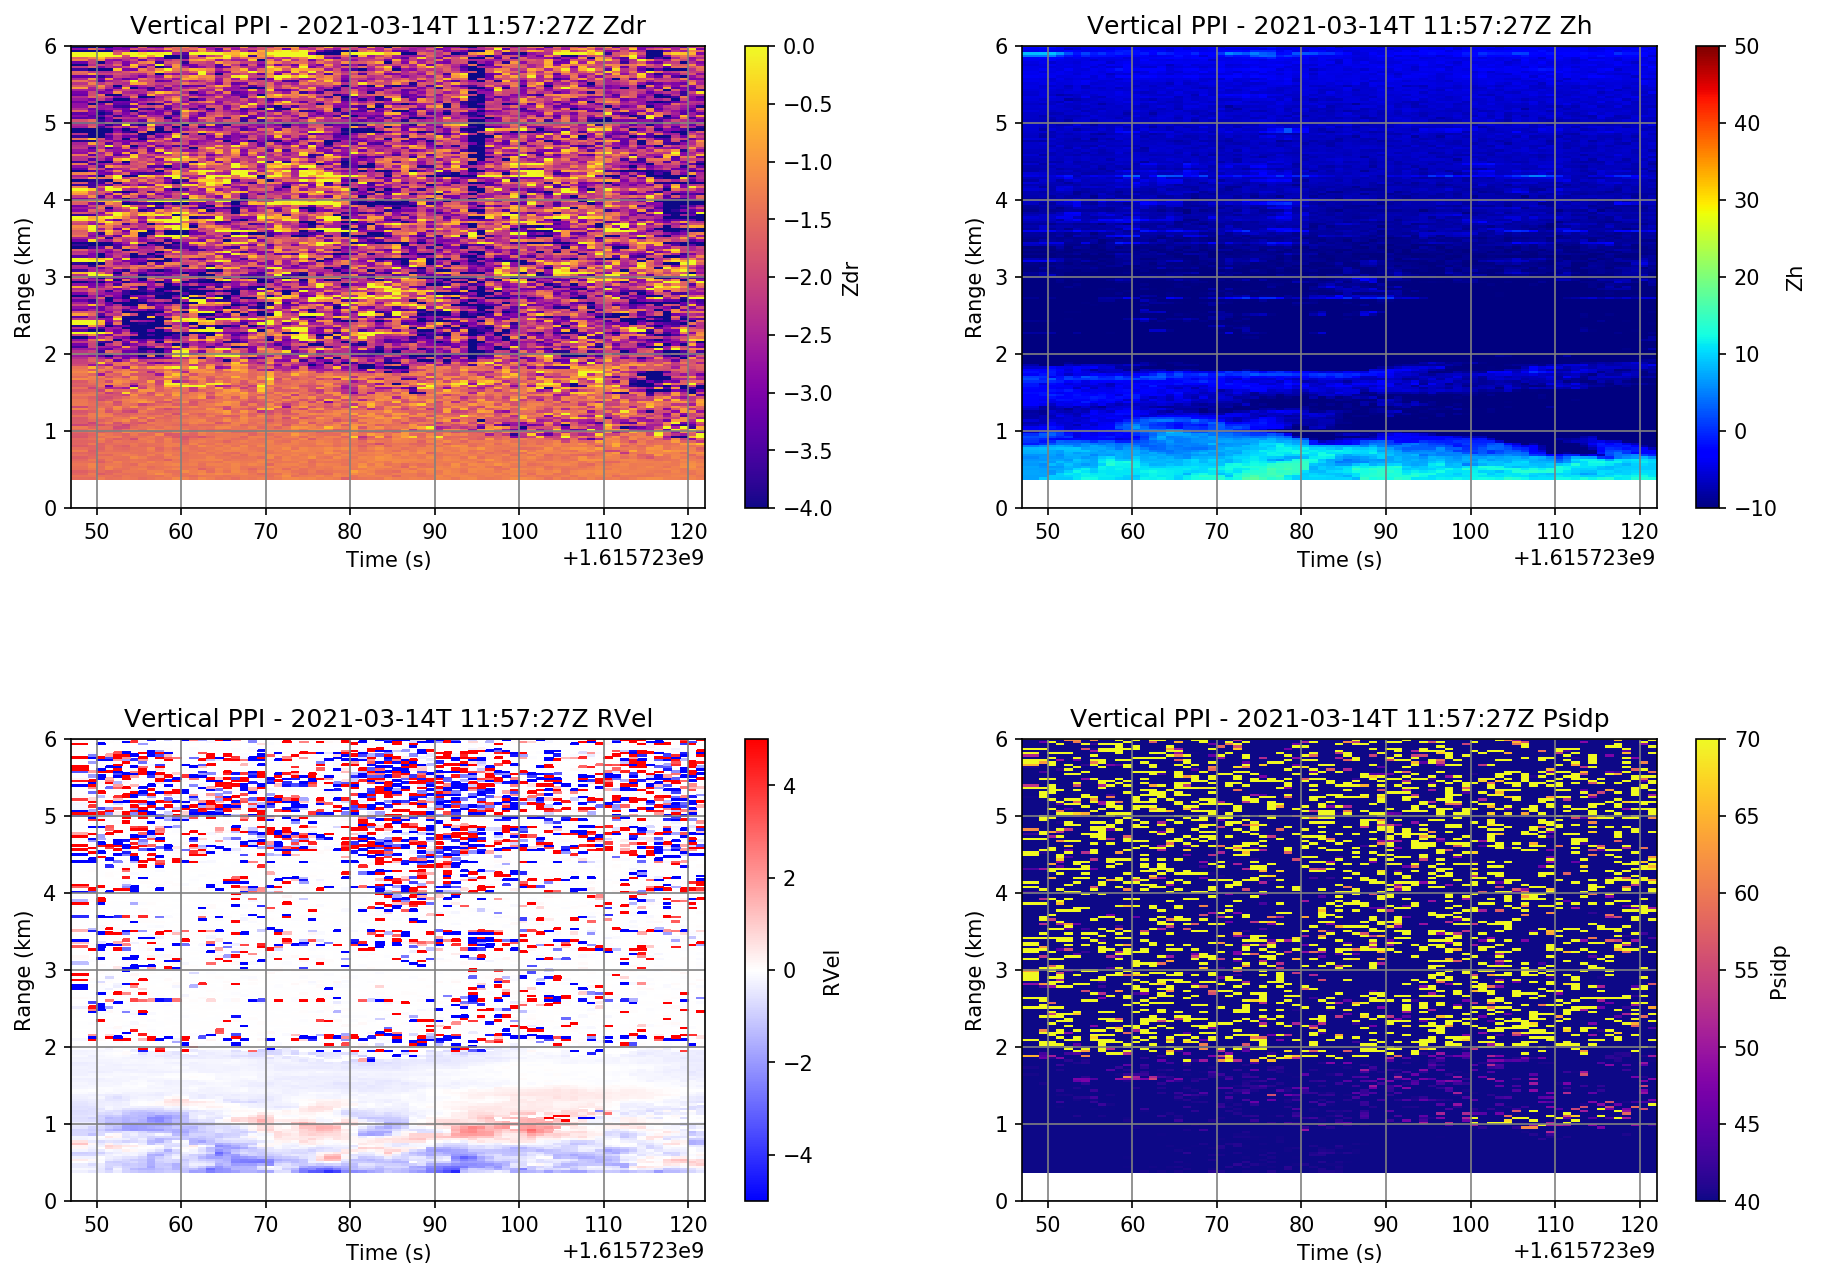 Vertical PPI - 2021-03-14T 11:57:27Z Zdr
6
5
4
3
2
1
0
Range (km)
50 60 70 80 90 100 110 120
Time (s)
+1.615723e9
0.0
−0.5
−1.0
−1.5
−2.0
−2.5
−3.0
−3.5
−4.0
Zdr
Vertical PPI - 2021-03-14T 11:57:27Z Zh
6
5
4
3
2
1
0
Range (km)
50 60 70 80 90 100 110 120
Time (s)
+1.615723e9
50
40
30
20
10
0
−10
Zh
Vertical PPI - 2021-03-14T 11:57:27Z RVel
6
5
4
3
2
1
0
Range (km)
50 60 70 80 90 100 110 120
Time (s)
+1.615723e9
4
2
0
−2
−4
RVel
Vertical PPI - 2021-03-14T 11:57:27Z Psidp
6
5
4
3
2
1
0
Range (km)
50 60 70 80 90 100 110 120
Time (s)
+1.615723e9
70
65
60
55
50
45
40
Psidp